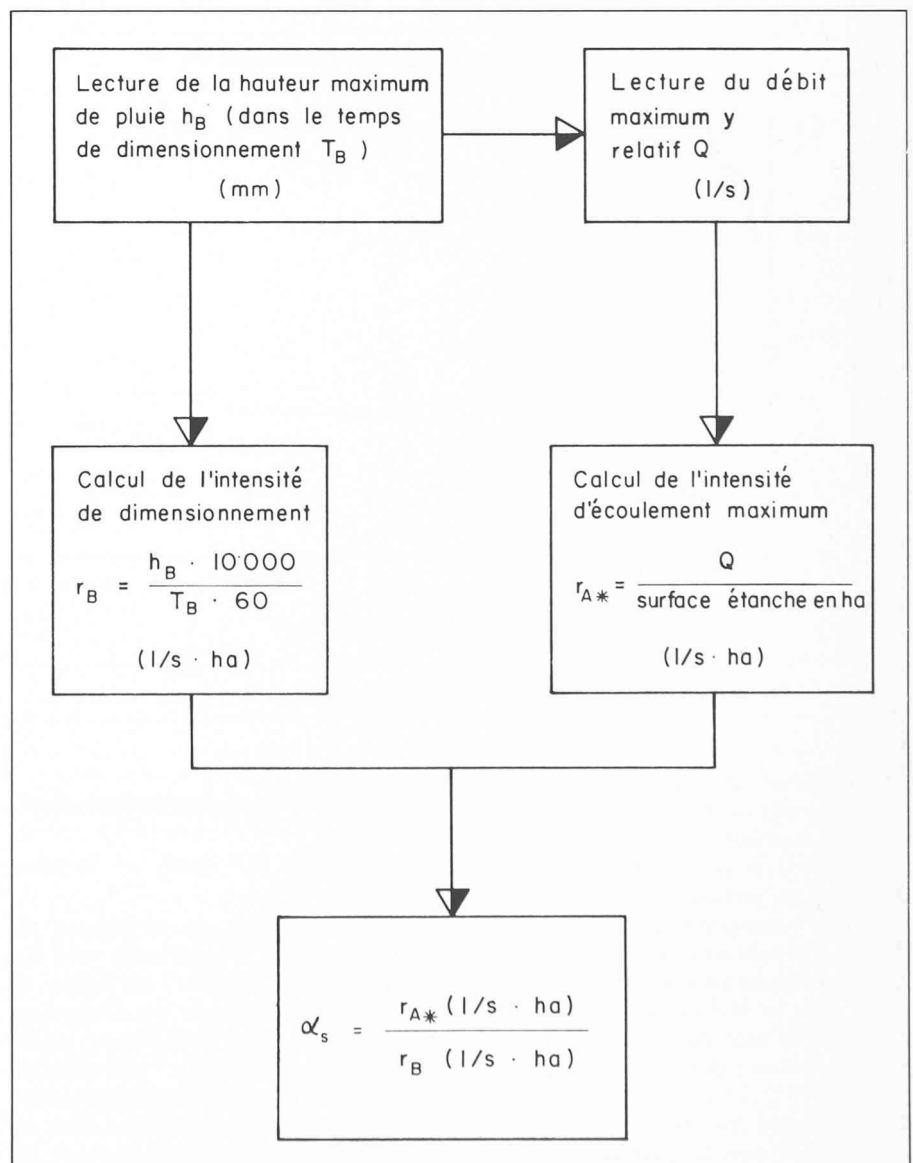 Lecture de la hauteur maximum
de pluie h_B (dans le temps
de dimensionnement T_B )
(mm)
Lecture du débit
maximum y
relatif Q
(l/s)
Calcul de l'intensité
de dimensionnement
r_B = h_B · 10'000 / T_B · 60
(l/s · ha)
Calcul de l'intensité
d'écoulement maximum
r_A* = Q / surface étanche en ha
(l/s · ha)
α_s = r_A* (l/s · ha) / r_B (l/s · ha)